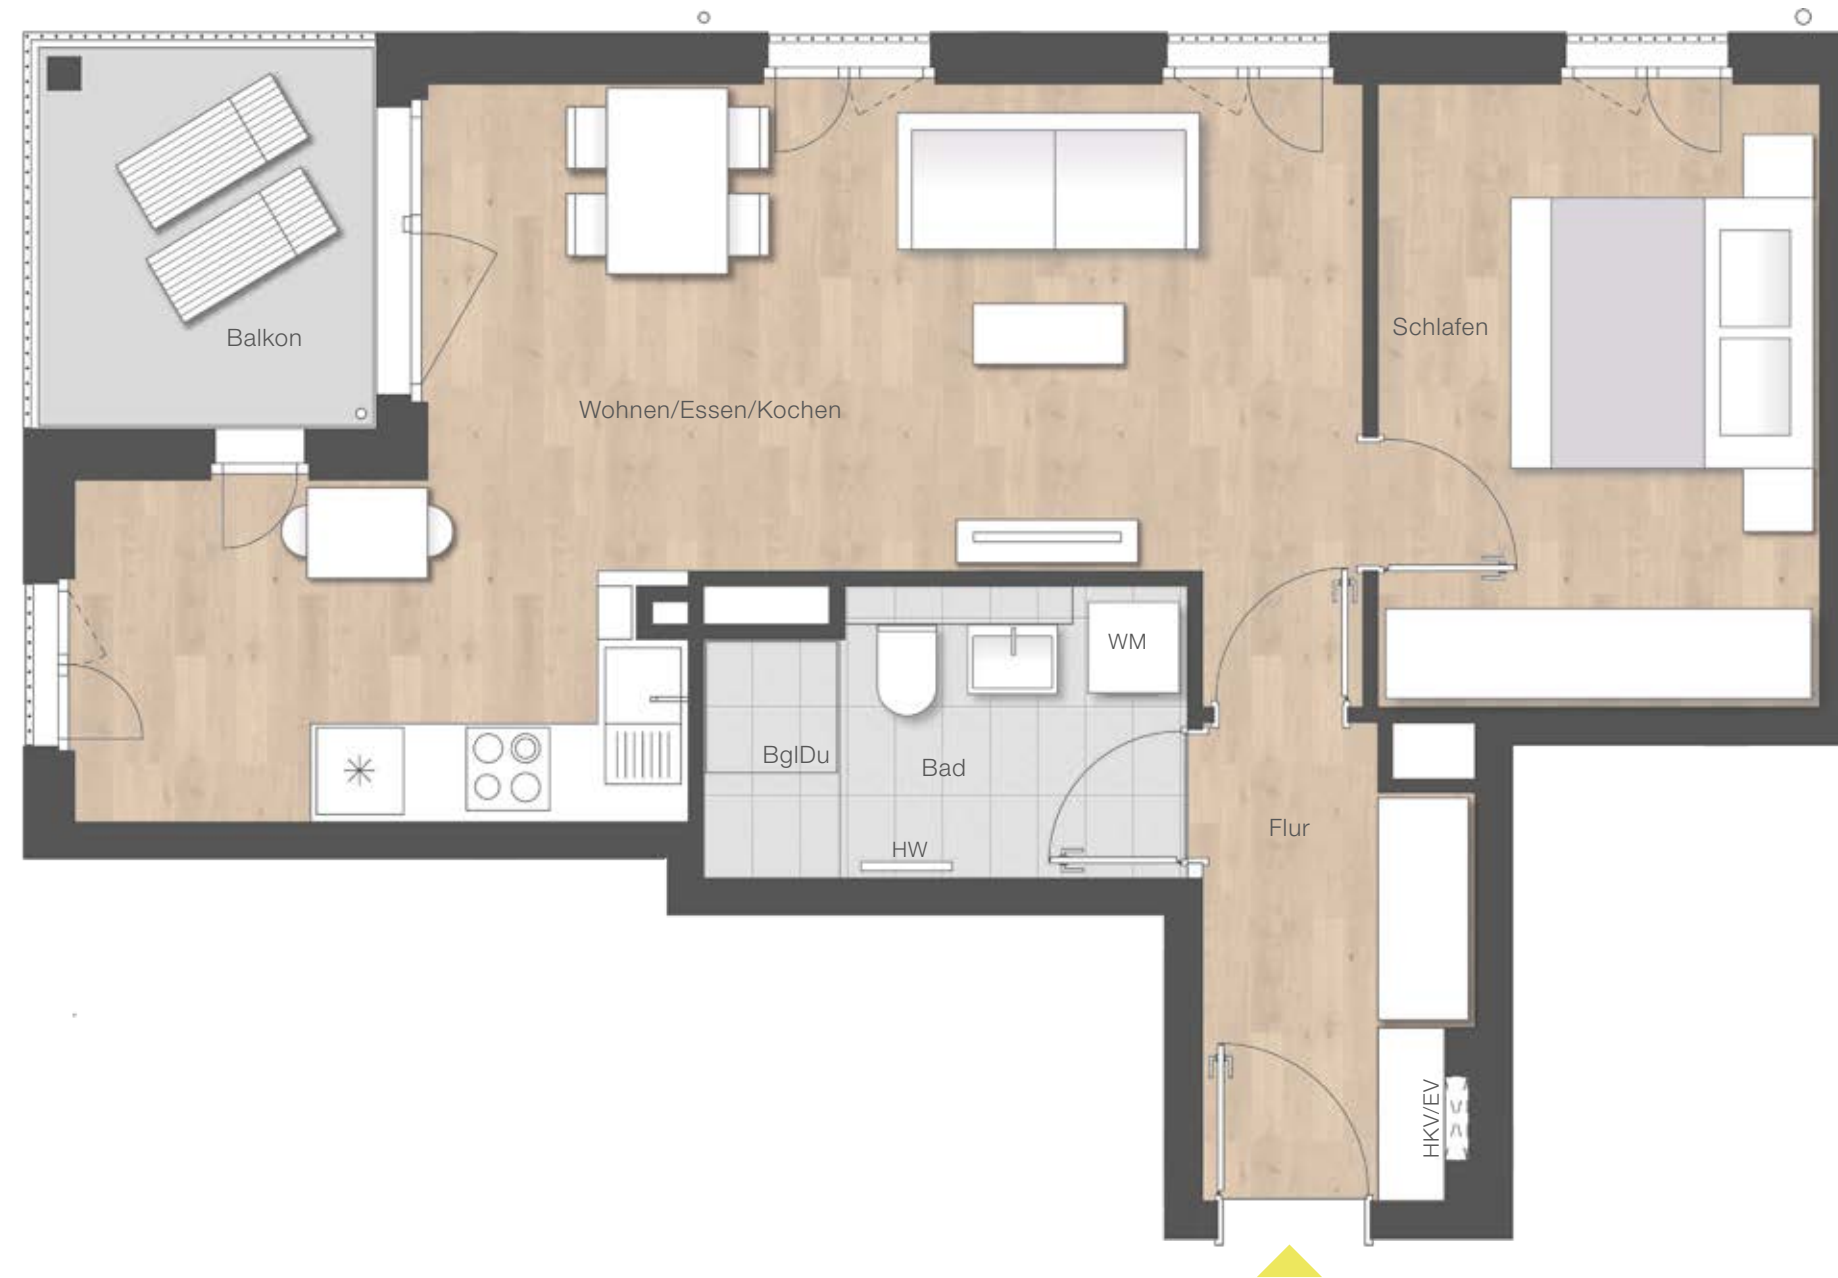 Balkon
Schlafen
Wohnen/Essen/Kochen
WM
BglDu
Bad
Flur
HW
HKV/EV